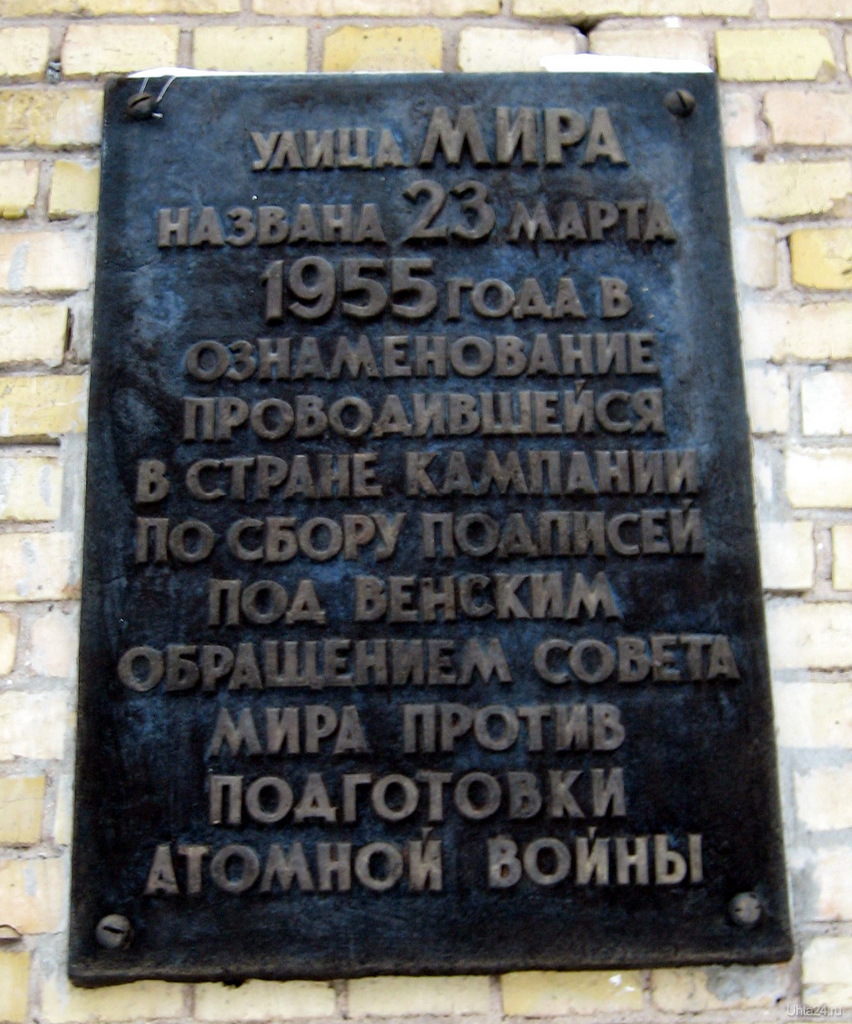 УЛИЦА МИРА
НАЗВАНА 23 МАРТА
1955 ГОДА В
ОЗНАМЕНОВАНИЕ
ПРОВОДИВШЕЙСЯ
В СТРАНЕ КАМПАНИИ
ПО СБОРУ ПОДПИСЕЙ
ПОД ВЕНСКИМ
ОБРАЩЕНИЕМ СОВЕТА
МИРА ПРОТИВ
ПОДГОТОВКИ
АТОМНОЙ ВОЙНЫ
Uhta24.ru